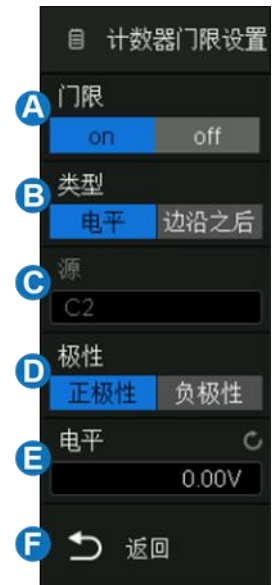 计数器门限设置
A 门限
on off
B 类型
电平 边沿之后
C 源
C2
D 极性
正极性 负极性
E 电平
0.00V
F 返回